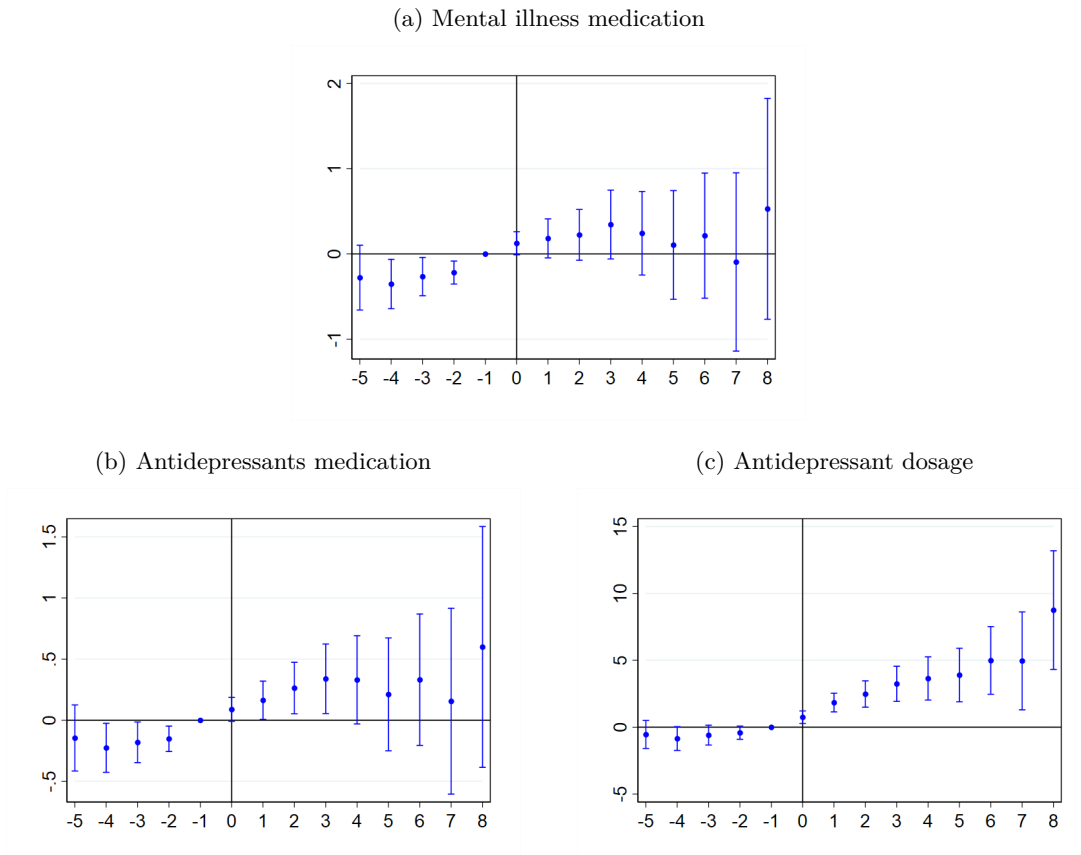 (a) Mental illness medication
2
1
0
-1
-5 -4 -3 -2 -1 0 1 2 3 4 5 6 7 8
(b) Antidepressants medication
1.5
1
.5
0
-.5
-5 -4 -3 -2 -1 0 1 2 3 4 5 6 7 8
(c) Antidepressant dosage
15
10
5
0
-5
-5 -4 -3 -2 -1 0 1 2 3 4 5 6 7 8